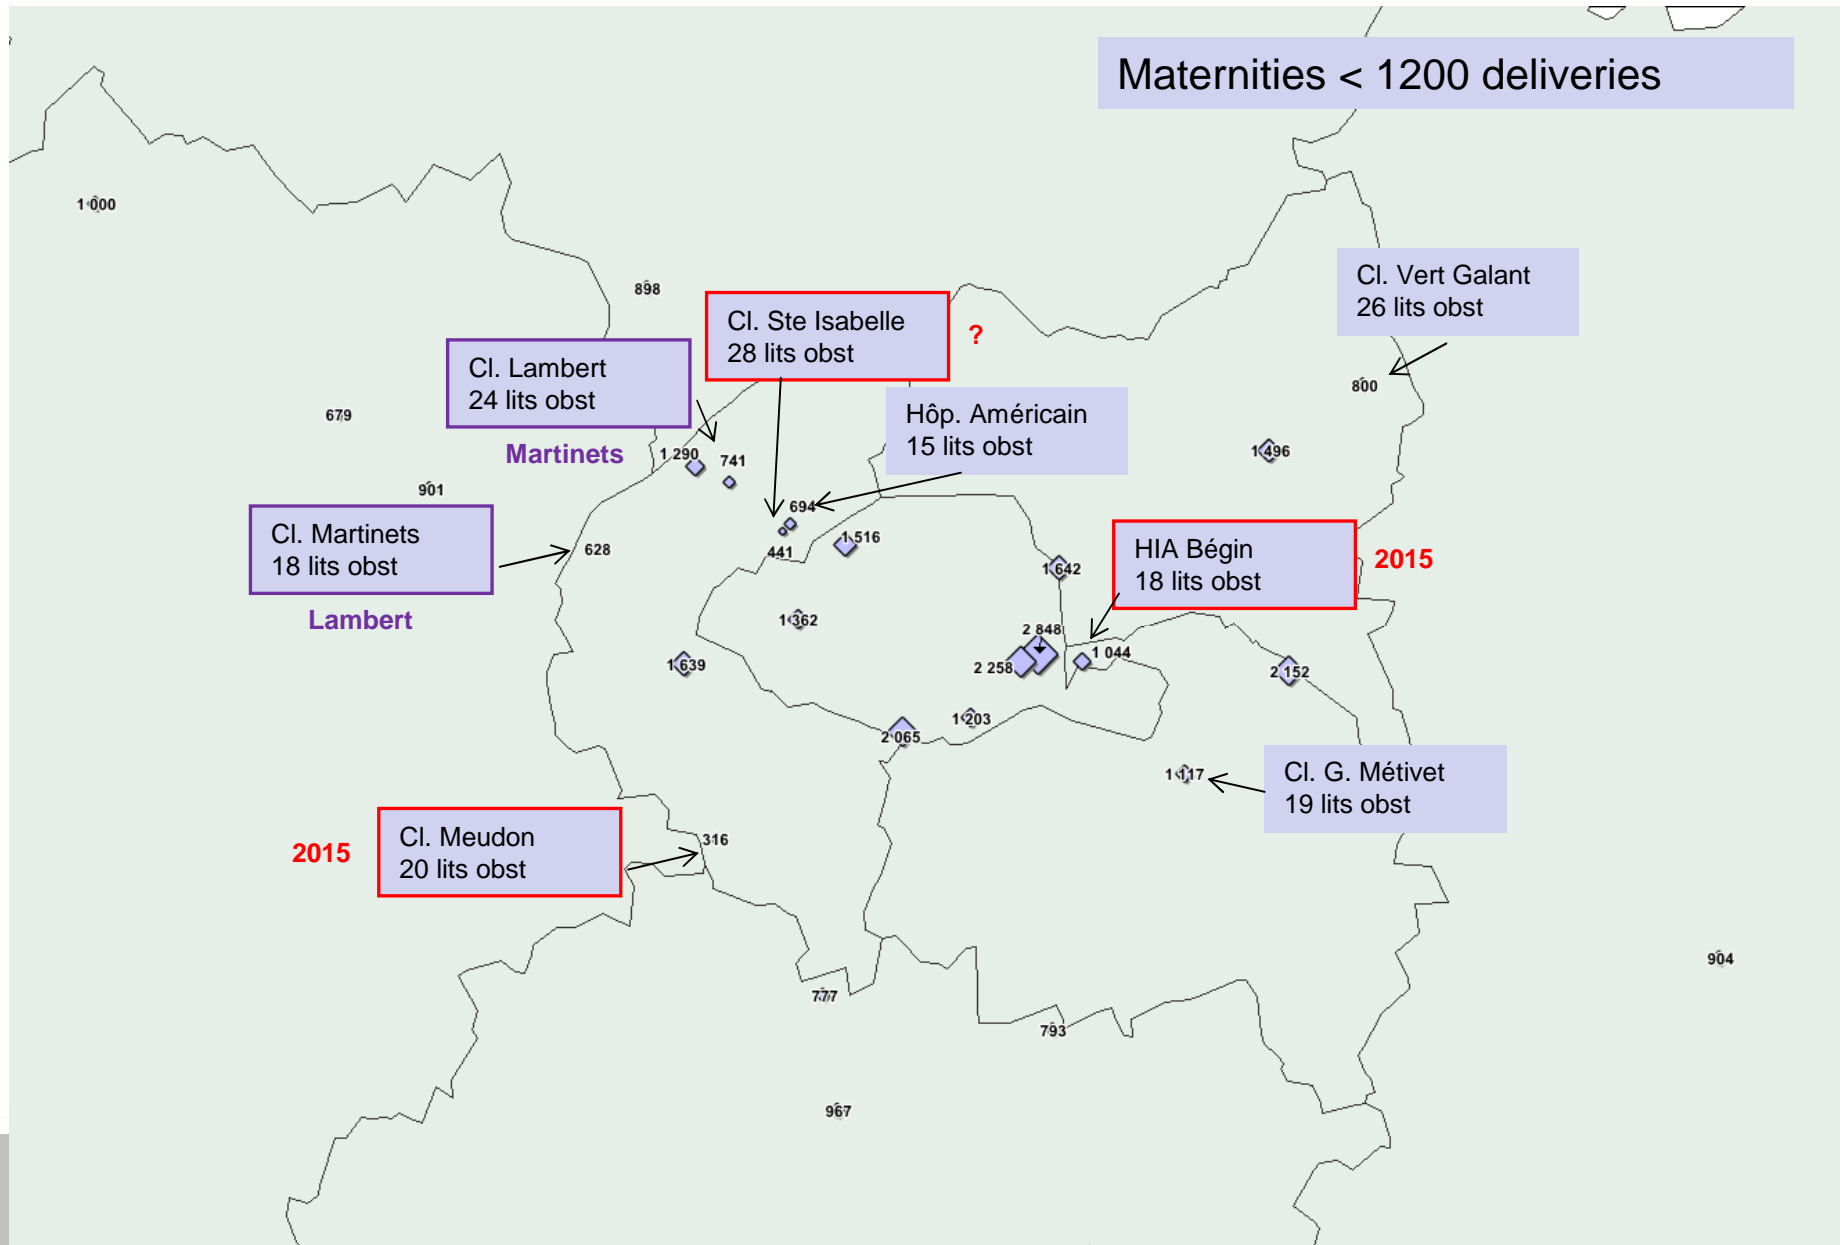 Maternities < 1200 deliveries
1 000
898
Cl. Vert Galant
26 lits obst
Cl. Ste Isabelle
28 lits obst
?
Cl. Lambert
24 lits obst
800
679
Hôp. Américain
15 lits obst
Martinets
1 290
741
1 496
901
694
Cl. Martinets
18 lits obst
628
441
1 516
1 642
HIA Bégin
18 lits obst
2015
Lambert
1 362
2 848
1 044
1 639
2 258
2 152
1 203
2 065
1 117
Cl. G. Métivet
19 lits obst
2015
Cl. Meudon
20 lits obst
316
904
777
793
967